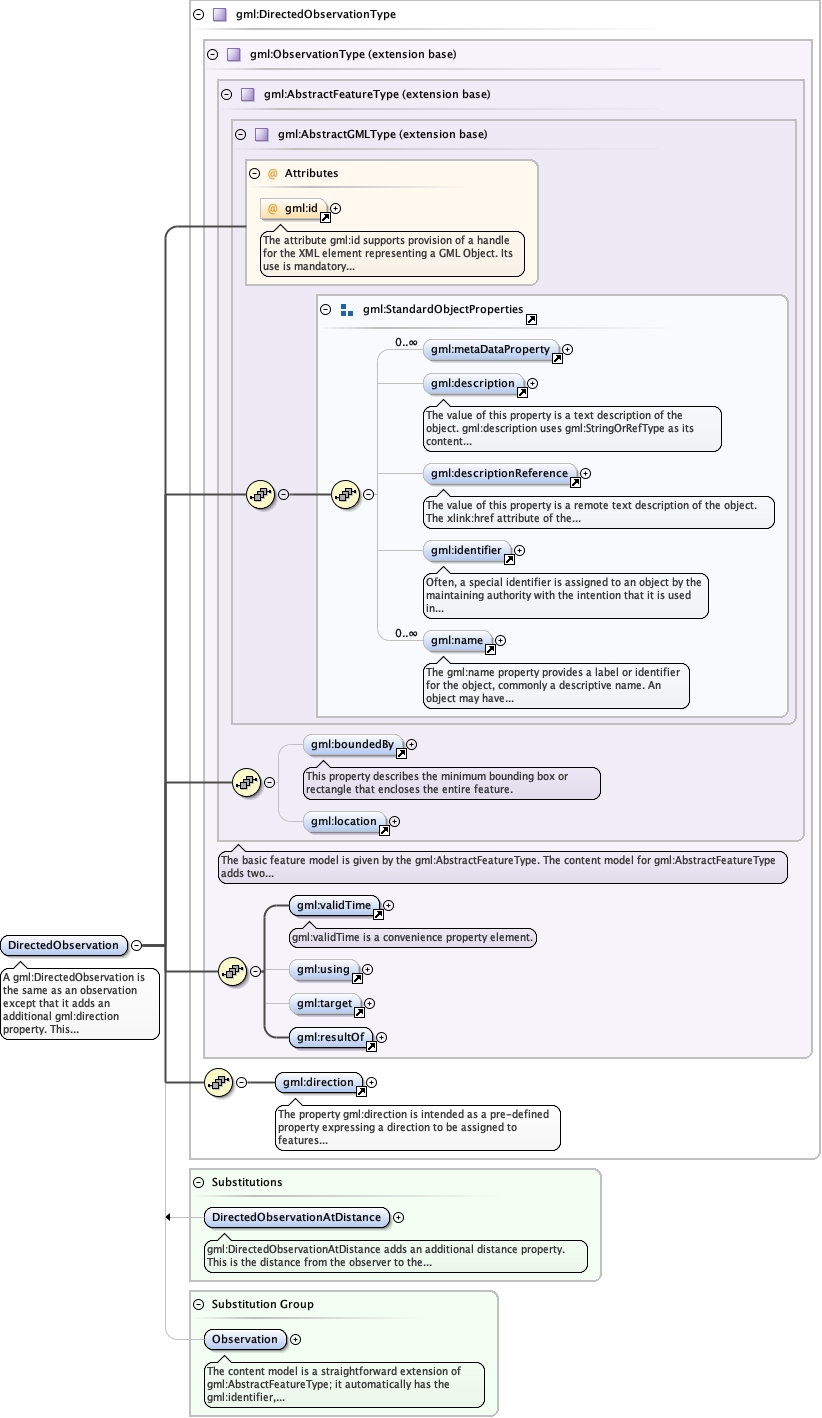 gml:DirectedObservationType
gml:ObservationType (extension base)
gml:AbstractFeatureType (extension base)
gml:AbstractGMLType (extension base)
@ Attributes
@ gml:id
The attribute gml:id supports provision of a handle
for the XML element representing a GML Object. Its
use is mandatory...
gml:StandardObjectProperties
0..∞
gml:metaDataProperty
gml:description
The value of this property is a text description of the
object. gml:description uses gml:StringOrRefType as its
content...
gml:descriptionReference
The value of this property is a remote text description of the object.
The xlink:href attribute of the...
gml:identifier
Often, a special identifier is assigned to an object by the
maintaining authority with the intention that it is used
in...
0..∞
gml:name
The gml:name property provides a label or identifier
for the object, commonly a descriptive name. An
object may have...
gml:boundedBy
This property describes the minimum bounding box or
rectangle that encloses the entire feature.
gml:location
The basic feature model is given by the gml:AbstractFeatureType. The content model for gml:AbstractFeatureType
adds two...
gml:validTime
gml:validTime is a convenience property element.
DirectedObservation
A gml:DirectedObservation is
the same as an observation
except that it adds an
additional gml:direction
property. This...
gml:using
gml:target
gml:resultOf
gml:direction
The property gml:direction is intended as a pre-defined
property expressing a direction to be assigned to
features...
Substitutions
DirectedObservationAtDistance
gml:DirectedObservationAtDistance adds an additional distance property.
This is the distance from the observer to the...
Substitution Group
Observation
The content model is a straightforward extension of
gml:AbstractFeatureType; it automatically has the
gml:identifier,...